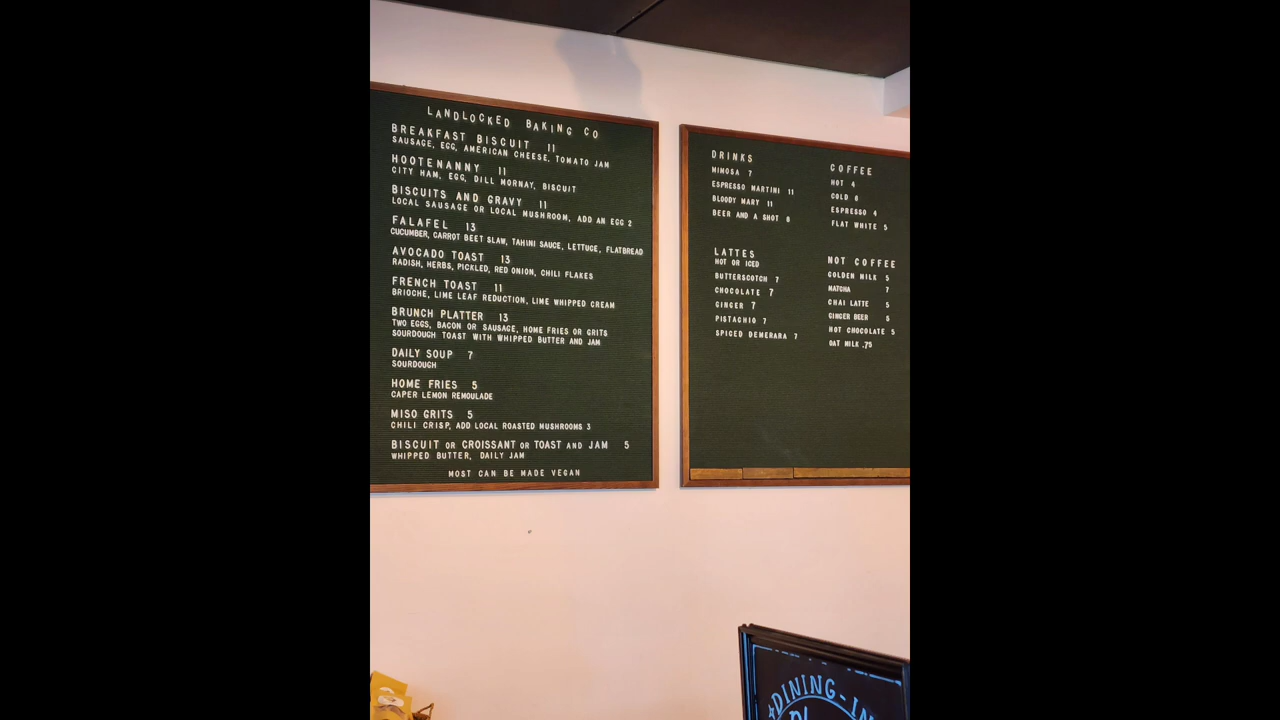 LANDLOCKED BAKING CO
BREAKFAST BISCUIT 11
SAUSAGE, EGG, AMERICAN CHEESE, TOMATO JAM
HOOTENANNY 11
CITY HAM, EGG, DILL MORNAY, BISCUIT
BISCUITS AND GRAVY 11
LOCAL SAUSAGE OR LOCAL MUSHROOM, ADD AN EGG 2
FALAFEL 13
CUCUMBER, CARROT BEET SLAW, TAHINI SAUCE, LETTUCE, FLATBREAD
AVOCADO TOAST 13
RADISH, HERBS, PICKLED, RED ONION, CHILI FLAKES
FRENCH TOAST 11
BRIOCHE, LIME LEAF REDUCTION, LIME WHIPPED CREAM
BRUNCH PLATTER 13
TWO EGGS, BACON OR SAUSAGE, HOME FRIES OR GRITS
SOURDOUGH TOAST WITH WHIPPED BUTTER AND JAM
DAILY SOUP 7
SOURDOUGH
HOME FRIES 5
CAPER LEMON REMOULADE
MISO GRITS 5
CHILI CRISP, ADD LOCAL ROASTED MUSHROOMS 3
BISCUIT OR CROISSANT OR TOAST AND JAM 5
WHIPPED BUTTER, DAILY JAM
MOST CAN BE MADE VEGAN
DRINKS
MIMOSA 7
ESPRESSO MARTINI 11
BLOODY MARY 11
BEER AND A SHOT 8
COFFEE
HOT 4
COLD 6
ESPRESSO 4
FLAT WHITE 5
LATTES
HOT OR ICED
BUTTERSCOTCH 7
CHOCOLATE 7
GINGER 7
PISTACHIO 7
SPICED DEMERARA 7
NOT COFFEE
GOLDEN MILK 5
MATCHA 7
CHAI LATTE 5
GINGER BEER 5
HOT CHOCOLATE 5
OAT MILK .75
DINING-IN